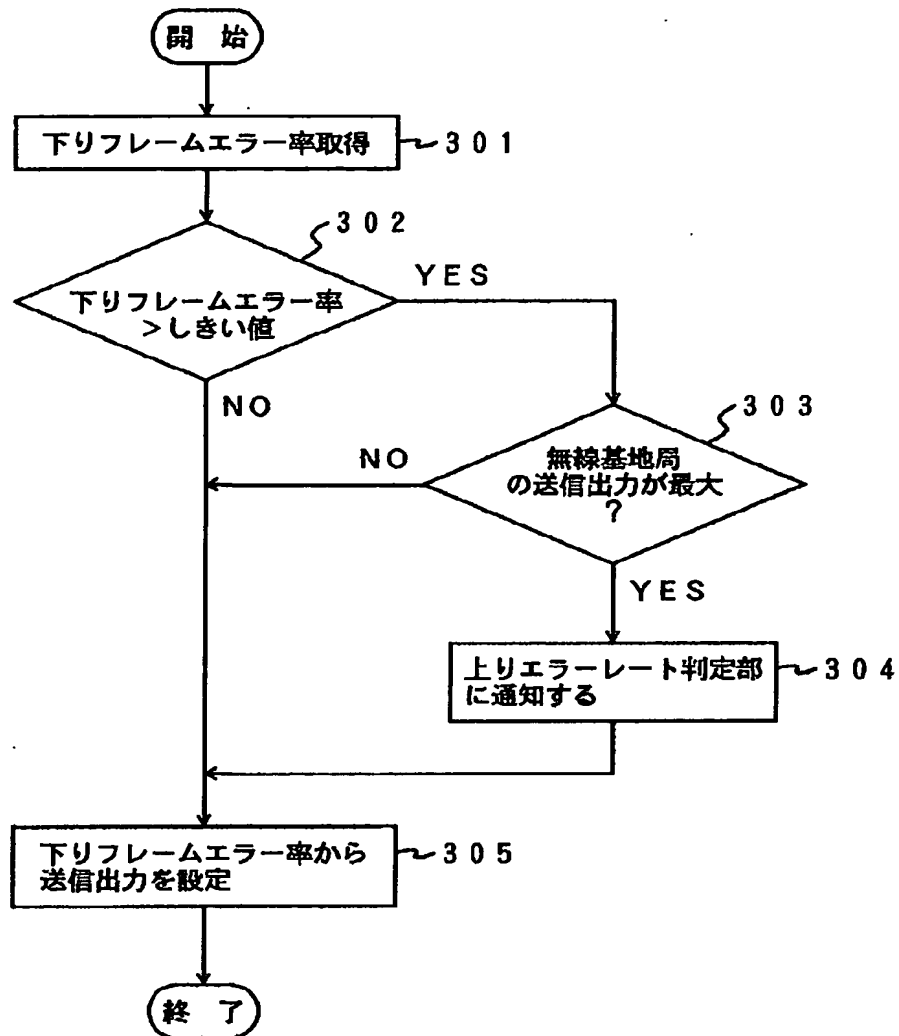 開 始
下りフレームエラー率取得
301
302
下りフレームエラー率
>しきい値
YES
NO
303
無線基地局
の送信出力が最大
?
NO
YES
上りエラーレート判定部
に通知する
304
下りフレームエラー率から
送信出力を設定
305
終 了